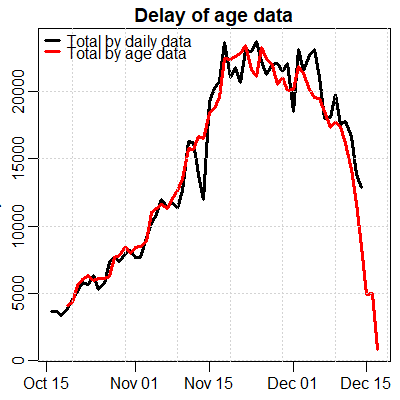 Delay of age data
Total by daily data
Total by age data
20000
15000
10000
5000
0
Oct 15 Nov 01 Nov 15 Dec 01 Dec 15